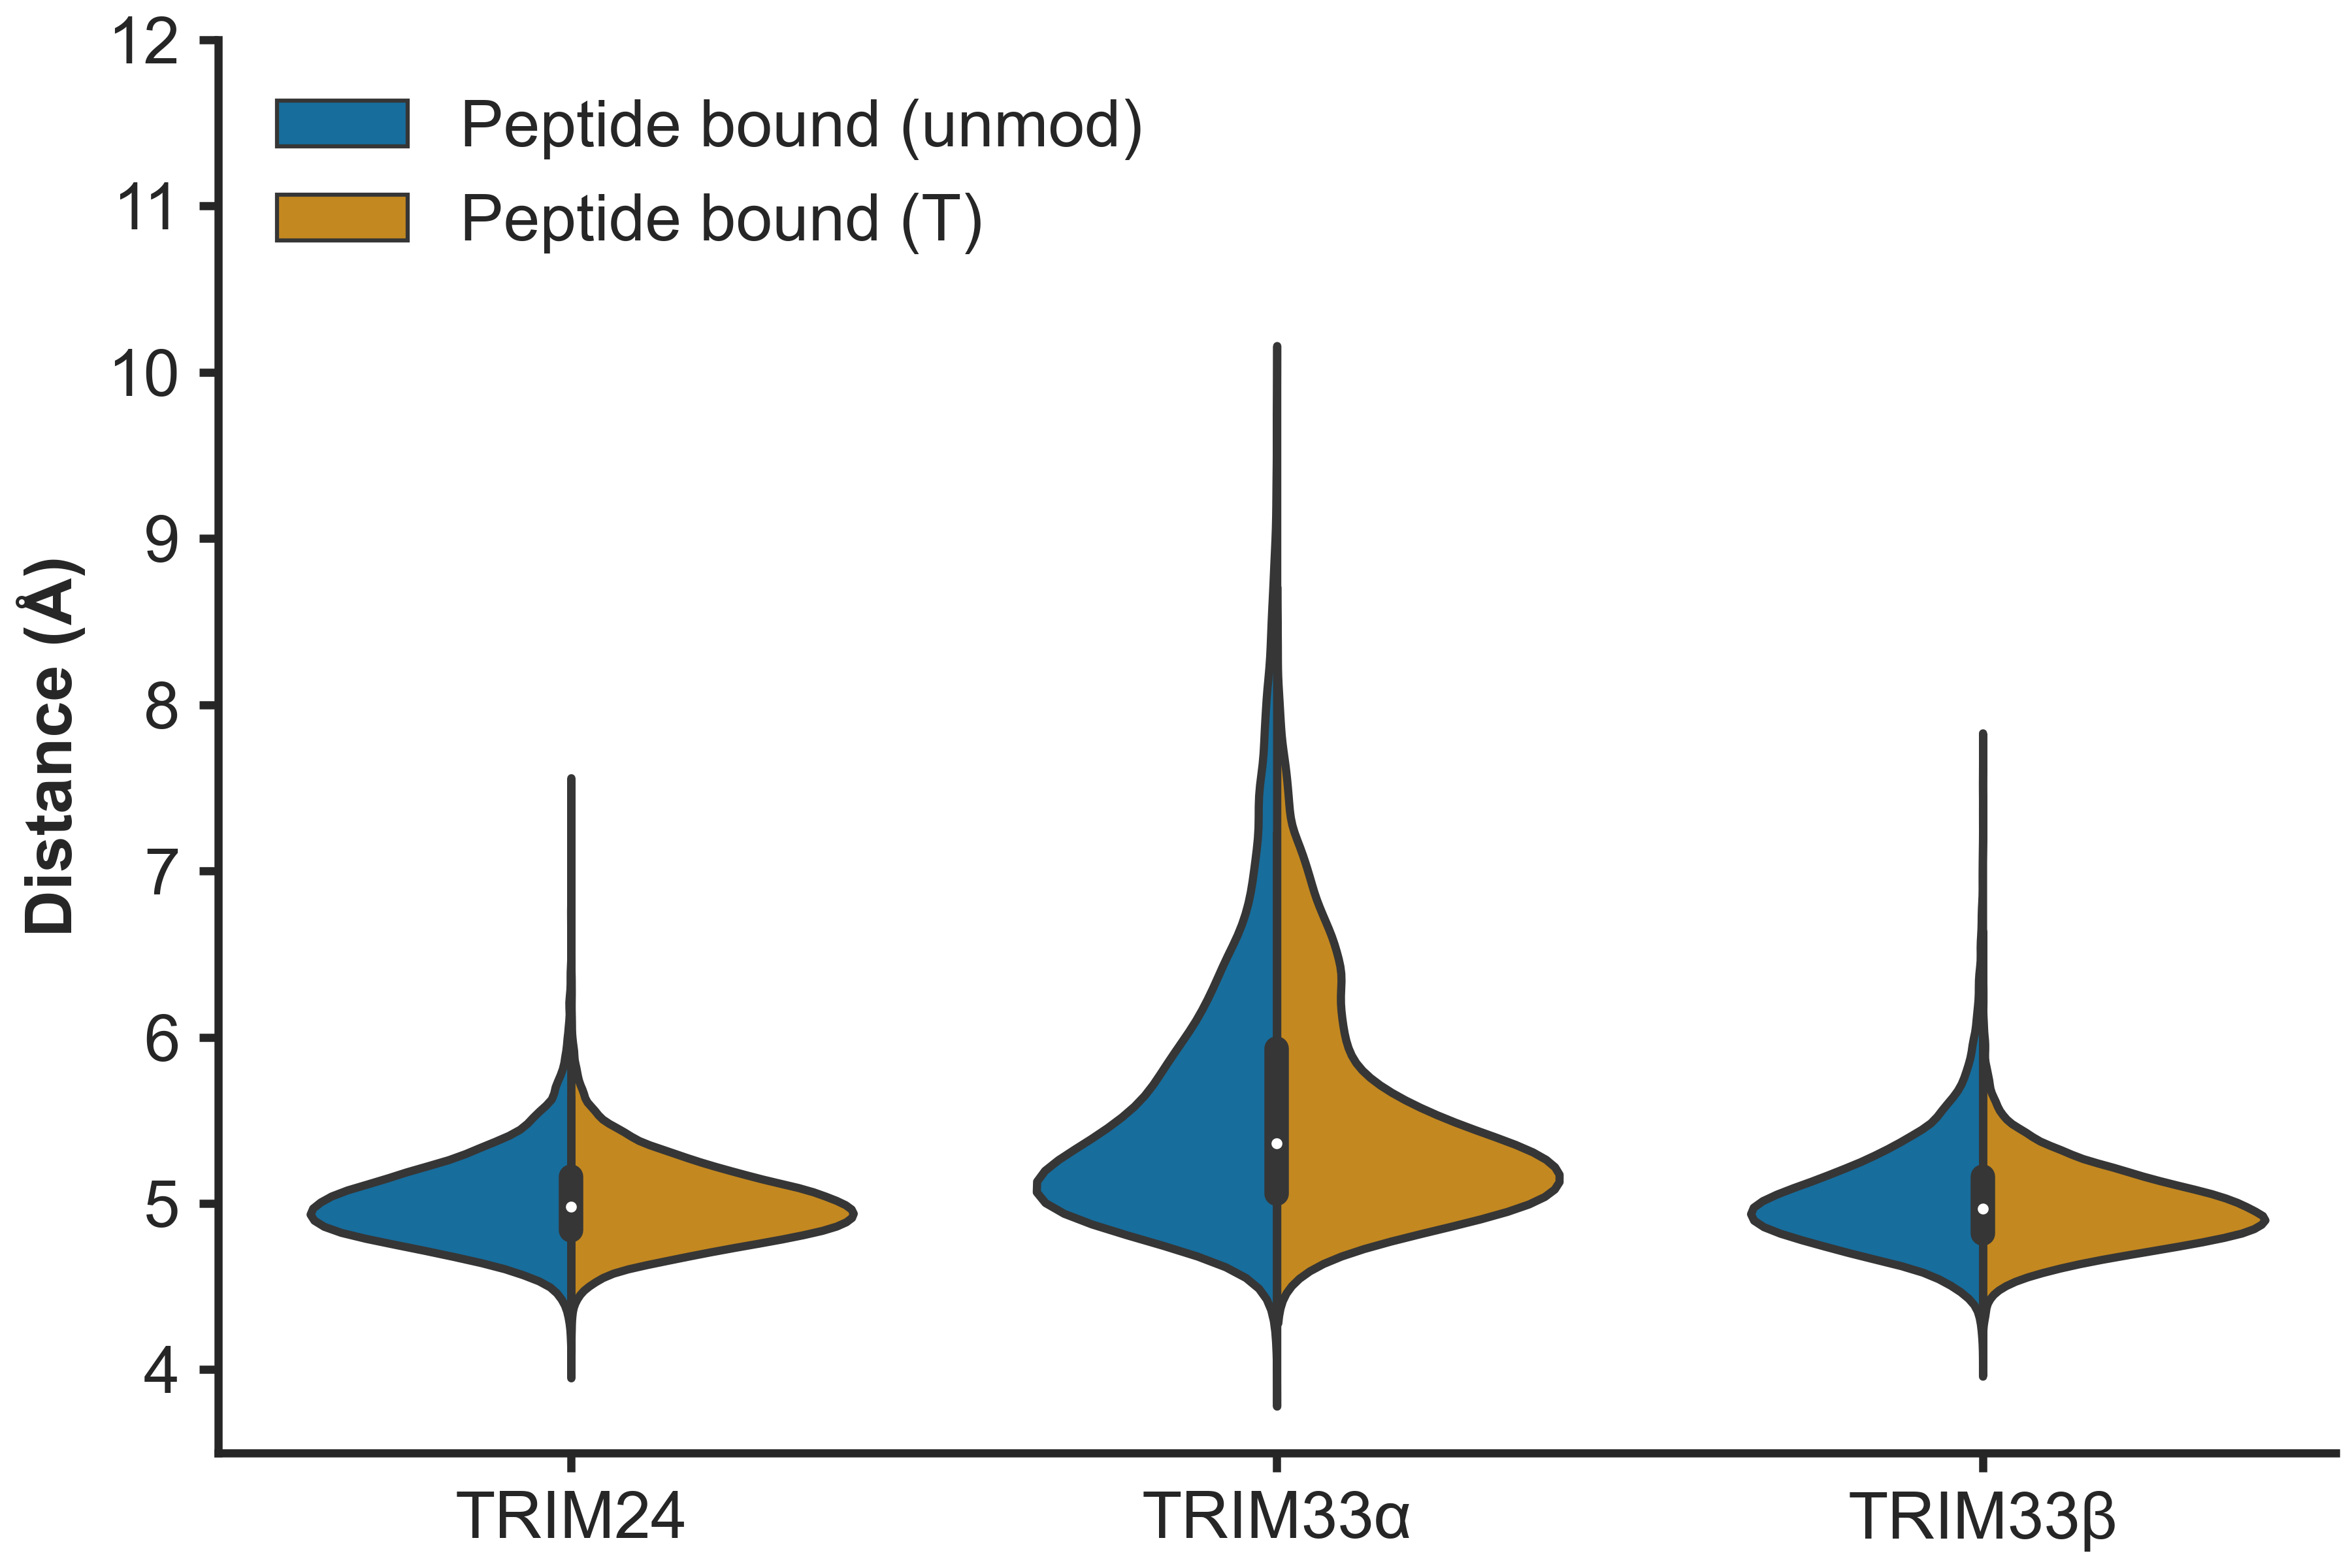 12
11
10
9
8
7
6
5
4
Distance (Å)
Peptide bound (unmod)
Peptide bound (T)
TRIM24 TRIM33α TRIM33β